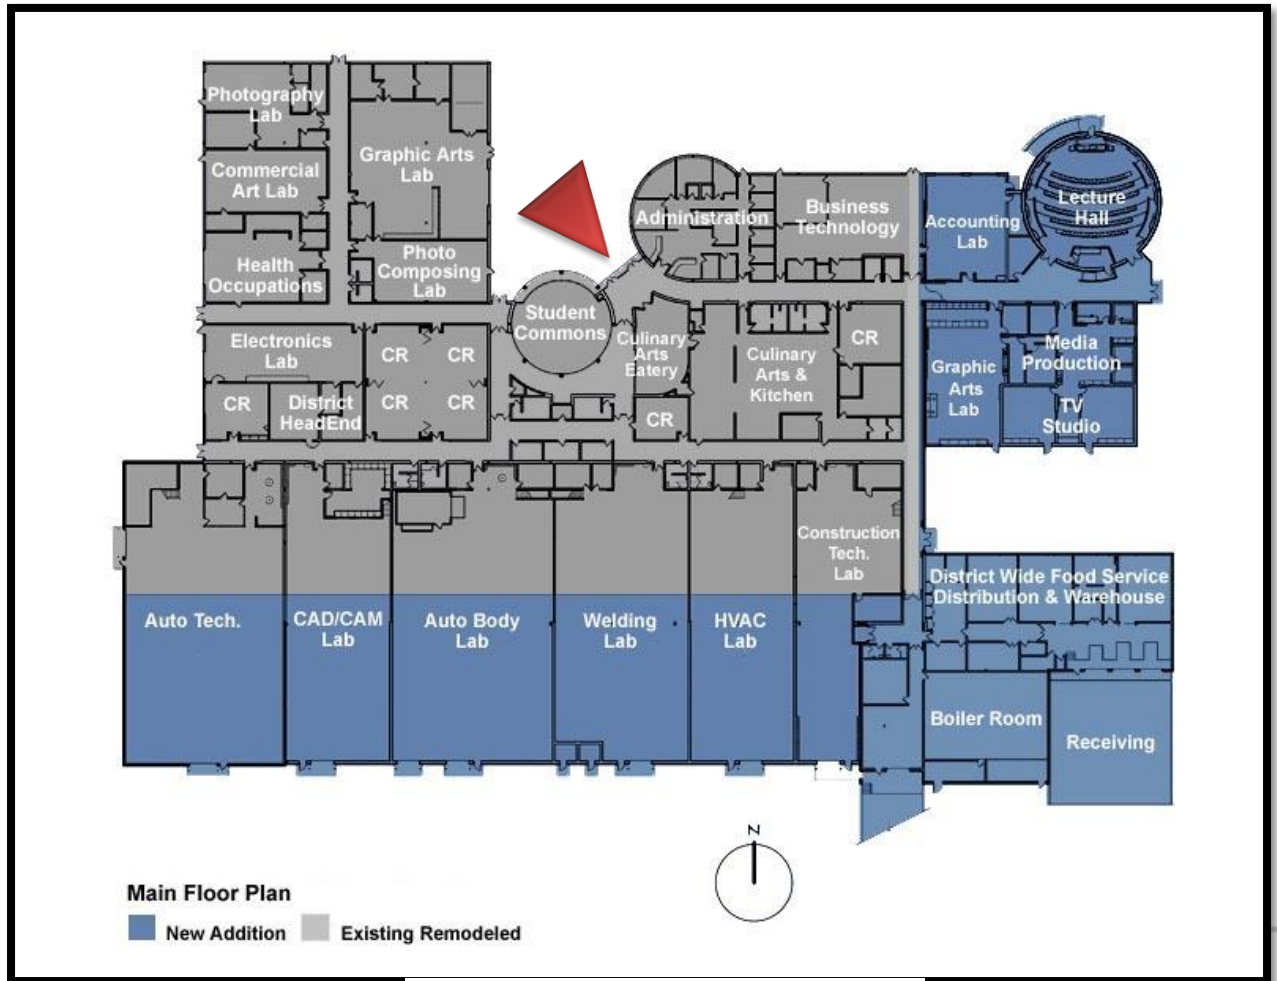 Photography
Lab
Commercial
Art Lab
Graphic Arts
Lab
Health
Occupations
Photo
Composing
Lab
Administration
Business
Technology
Accounting
Lab
Lecture
Hall
Student
Commons
Electronics
Lab
CR
CR
CR
CR
CR
District
HeadEnd
Culinary
Arts
Eatery
CR
Culinary
Arts &
Kitchen
CR
Graphic
Arts
Lab
Media
Production
TV
Studio
Construction
Tech.
Lab
Auto Tech.
CAD/CAM
Lab
Auto Body
Lab
Welding
Lab
HVAC
Lab
District Wide Food Service
Distribution & Warehouse
Boiler Room
Receiving
N
Main Floor Plan
New Addition
Existing Remodeled